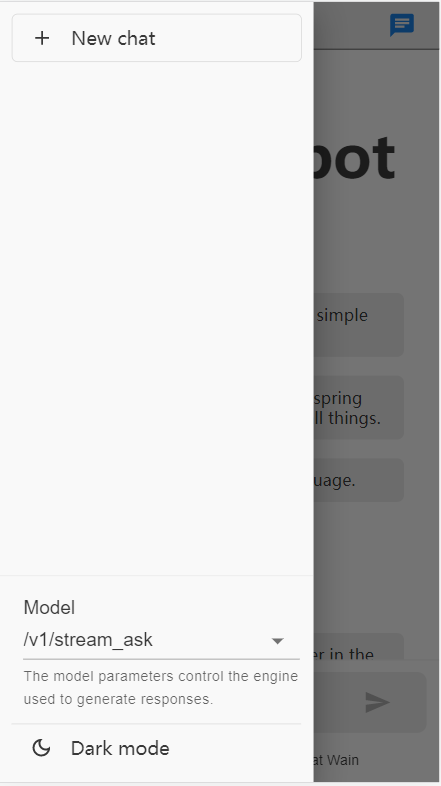 New chat
bot
simple
spring
ll things.
uage.
Model
/v1/stream_ask
The model parameters control the engine
used to generate responses.
er in the
Dark mode
at Wain